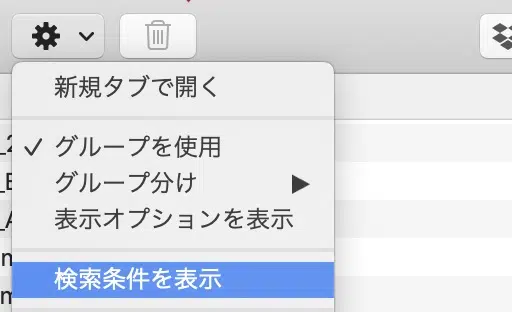 新規タブで開く
グループを使用
グループ分け
表示オプションを表示
検索条件を表示